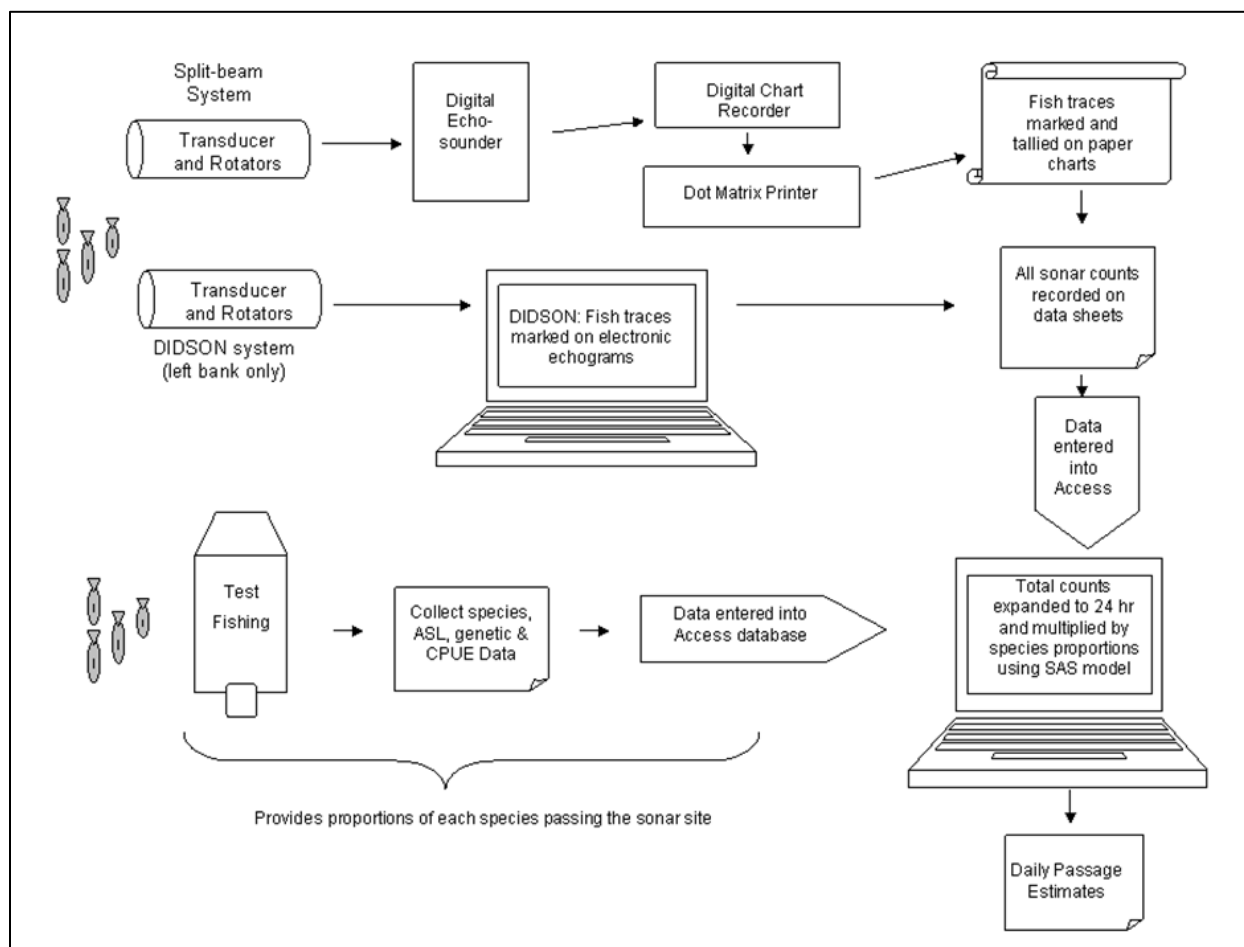 Split-beam
System
Transducer
and Rotators
Digital
Echo-
sounder
Digital Chart
Recorder
Dot Matrix Printer
Fish traces
marked and
tallied on paper
charts
Transducer
and Rotators
DIDSON system
(left bank only)
DIDSON: Fish traces
marked on electronic
echograms
All sonar counts
recorded on
data sheets
Data
entered
into
Access
Test
Fishing
Collect species,
ASL, genetic &
CPUE Data
Data entered into
Access database
Total counts
expanded to 24 hr
and multiplied by
species proportions
using SAS model
Provides proportions of each species passing the sonar site
Daily Passage
Estimates